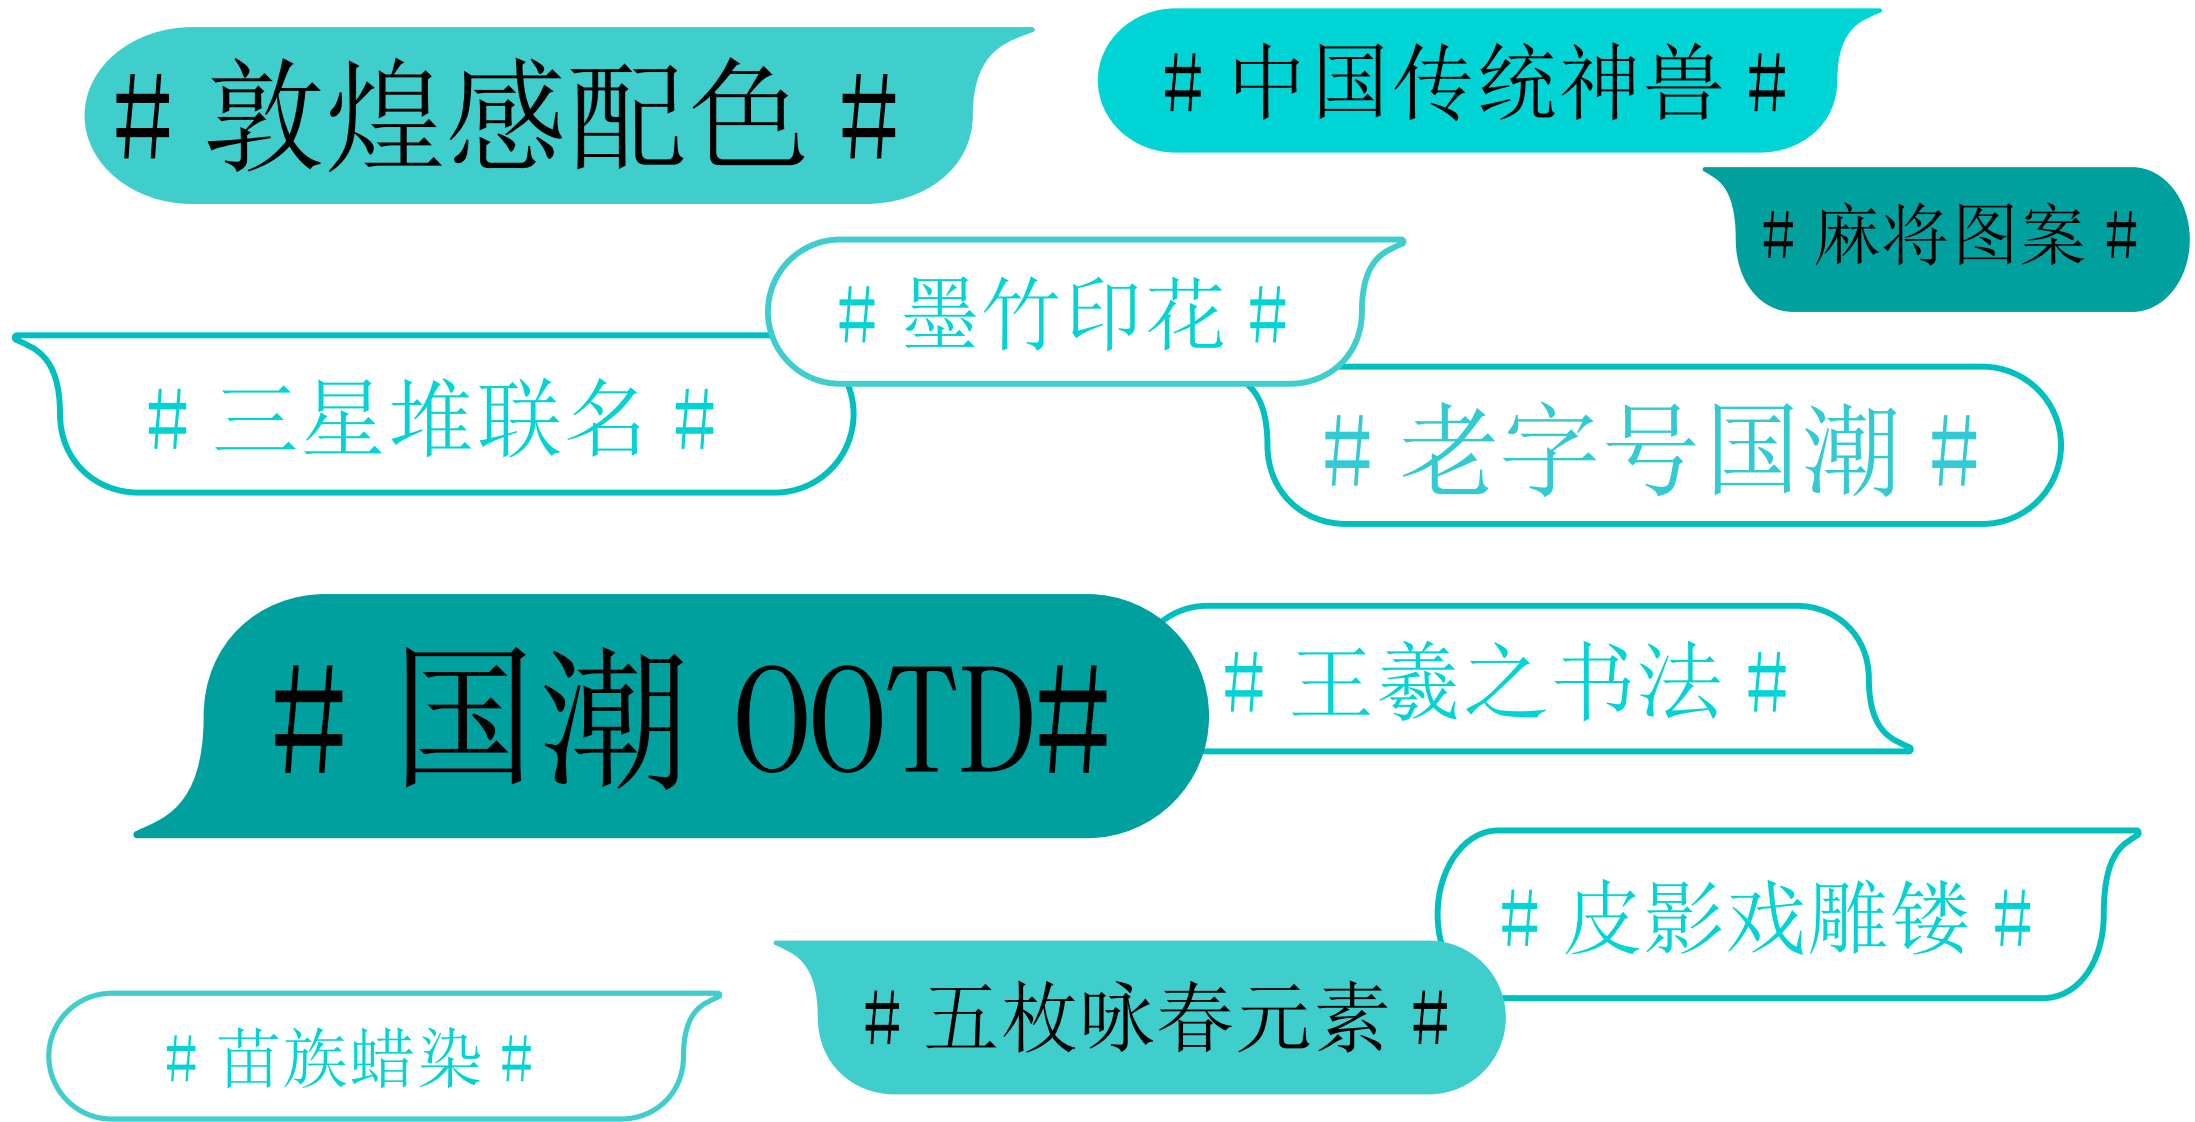 # 敦煌感配色 #
# 中国传统神兽 #
# 麻将图案 #
# 墨竹印花 #
# 三星堆联名 #
# 老字号国潮 #
# 国潮 OOTD#
# 王羲之书法 #
# 皮影戏雕镂 #
# 五枚咏春元素 #
# 苗族蜡染 #